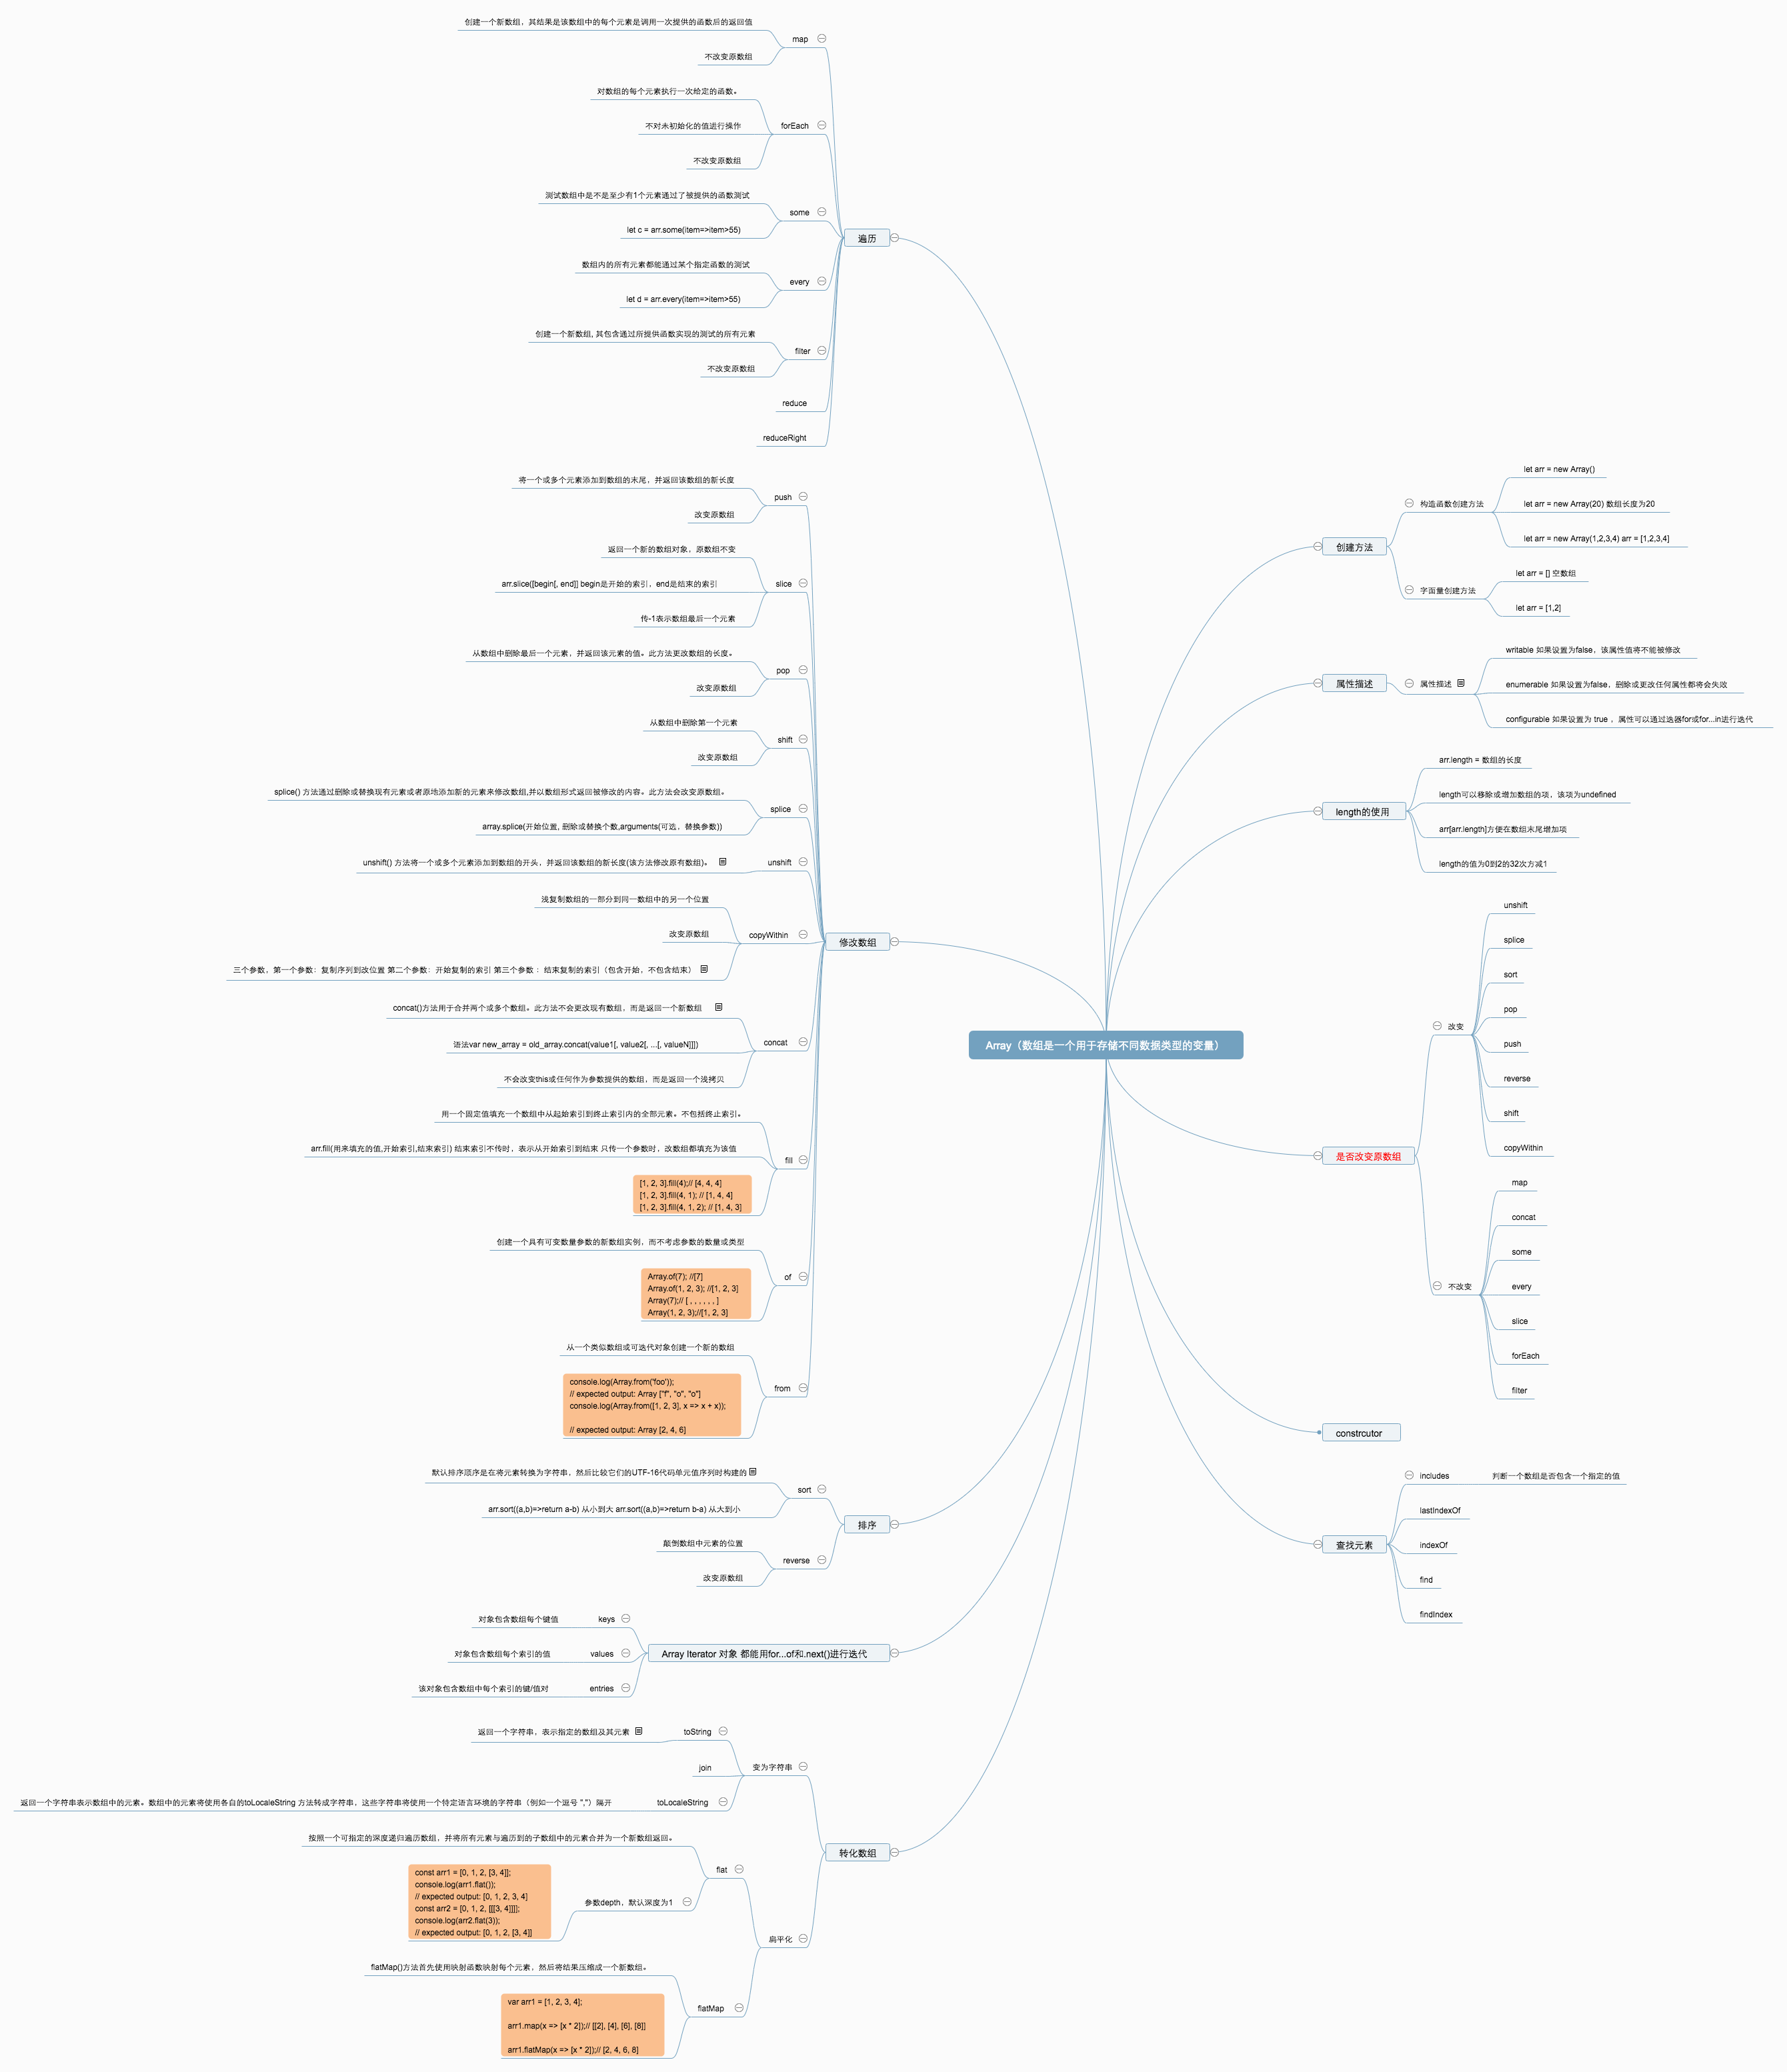 Array（数组是一个用于存储不同数据类型的变量）
遍历
map
创建一个新数组，其结果是该数组中的每个元素是调用一次提供的函数后的返回值
不改变原数组
forEach
对数组的每个元素执行一次给定的函数。
不对未初始化的值进行操作
不改变原数组
some
测试数组中是不是至少有1个元素通过了被提供的函数测试
let c = arr.some(item=>item>55)
every
数组内的所有元素都能通过某个指定函数的测试
let d = arr.every(item=>item>55)
filter
创建一个新数组, 其包含通过所提供函数实现的测试的所有元素
不改变原数组
reduce
reduceRight
修改数组
push
将一个或多个元素添加到数组的末尾，并返回该数组的新长度
改变原数组
slice
返回一个新的数组对象，原数组不变
arr.slice([begin[, end]] begin是开始的索引，end是结束的索引
传-1表示数组最后一个元素
pop
从数组中删除最后一个元素，并返回该元素的值。此方法更改数组的长度。
改变原数组
shift
从数组中删除第一个元素
改变原数组
splice
splice() 方法通过删除或替换现有元素或者原地添加新的元素来修改数组,并以数组形式返回被修改的内容。此方法会改变原数组。
array.splice(开始位置, 删除或替换个数,arguments(可选，替换参数))
unshift
unshift() 方法将一个或多个元素添加到数组的开头，并返回该数组的新长度(该方法修改原有数组)。
copyWithin
浅复制数组的一部分到同一数组中的另一个位置
改变原数组
三个参数，第一个参数：复制序列到改位置 第二个参数：开始复制的索引 第三个参数 ：结束复制的索引（包含开始，不包含结束）
concat
concat()方法用于合并两个或多个数组。此方法不会更改现有数组，而是返回一个新数组
语法var new_array = old_array.concat(value1[, value2[, ...[, valueN]]])
不会改变this或任何作为参数提供的数组，而是返回一个浅拷贝
fill
用一个固定值填充一个数组中从起始索引到终止索引内的全部元素。不包括终止索引。
arr.fill(用来填充的值,开始索引,结束索引) 结束索引不传时，表示从开始索引到结束 只传一个参数时，改数组都填充为该值
[1, 2, 3].fill(4);// [4, 4, 4]
[1, 2, 3].fill(4, 1); // [1, 4, 4]
[1, 2, 3].fill(4, 1, 2); // [1, 4, 3]
of
创建一个具有可变数量参数的新数组实例，而不考虑参数的数量或类型
Array.of(7); //[7]
Array.of(1, 2, 3); //[1, 2, 3]
Array(7);// [ , , , , , , ]
Array(1, 2, 3);//[1, 2, 3]
from
从一个类似数组或可迭代对象创建一个新的数组
console.log(Array.from('foo'));
// expected output: Array ["f", "o", "o"]
console.log(Array.from([1, 2, 3], x => x + x));
// expected output: Array [2, 4, 6]
排序
sort
默认排序顺序是在将元素转换为字符串，然后比较它们的UTF-16代码单元值序列时构建的
arr.sort((a,b)=>return a-b) 从小到大 arr.sort((a,b)=>return b-a) 从大到小
reverse
颠倒数组中元素的位置
改变原数组
Array Iterator 对象 都能用for...of和.next()进行迭代
keys
对象包含数组每个键值
values
对象包含数组每个索引的值
entries
该对象包含数组中每个索引的键/值对
转化数组
变为字符串
toString
返回一个字符串，表示指定的数组及其元素
join
toLocaleString
返回一个字符串表示数组中的元素。数组中的元素将使用各自的toLocaleString 方法转成字符串，这些字符串将使用一个特定语言环境的字符串（例如一个逗号 ","）隔开
扁平化
flat
按照一个可指定的深度递归遍历数组，并将所有元素与遍历到的子数组中的元素合并为一个新数组返回。
参数depth，默认深度为1
const arr1 = [0, 1, 2, [3, 4]];
console.log(arr1.flat());
// expected output: [0, 1, 2, 3, 4]
const arr2 = [0, 1, 2, [[[3, 4]]]];
console.log(arr2.flat(3));
// expected output: [0, 1, 2, [3, 4]]
flatMap
flatMap()方法首先使用映射函数映射每个元素，然后将结果压缩成一个新数组。
var arr1 = [1, 2, 3, 4];
arr1.map(x => [x * 2]);// [[2], [4], [6], [8]]
arr1.flatMap(x => [x * 2]);// [2, 4, 6, 8]
创建方法
构造函数创建方法
let arr = new Array()
let arr = new Array(20) 数组长度为20
let arr = new Array(1,2,3,4) arr = [1,2,3,4]
字面量创建方法
let arr = [] 空数组
let arr = [1,2]
属性描述
属性描述
writable 如果设置为false，该属性值将不能被修改
enumerable 如果设置为false，删除或更改任何属性都将会失败
configurable 如果设置为 true ，属性可以通过迭器for或for...in进行迭代
length的使用
arr.length = 数组的长度
length可以移除或增加数组的项，该项为undefined
arr[arr.length]方便在数组末尾增加项
length的值为0到2的32次方减1
是否改变原数组
改变
unshift
splice
sort
pop
push
reverse
shift
copyWithin
不改变
map
concat
some
every
slice
forEach
filter
constrcutor
查找元素
includes
判断一个数组是否包含一个指定的值
lastIndexOf
indexOf
find
findIndex